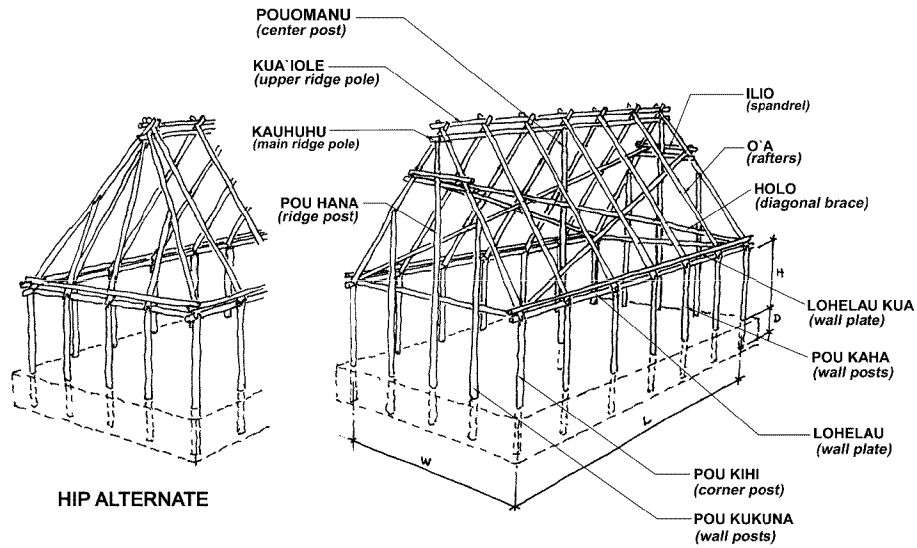 POUOMANU
(center post)
KUA`IOLE
(upper ridge pole)
KAUHUHU
(main ridge pole)
POU HANA
(ridge post)
ILIO
(spandrel)
O`A
(rafters)
HOLO
(diagonal brace)
H
D
LOHELAU KUA
(wall plate)
POU KAHA
(wall posts)
LOHELAU
(wall plate)
L
W
POU KIHI
(corner post)
POU KUKUNA
(wall posts)
HIP ALTERNATE